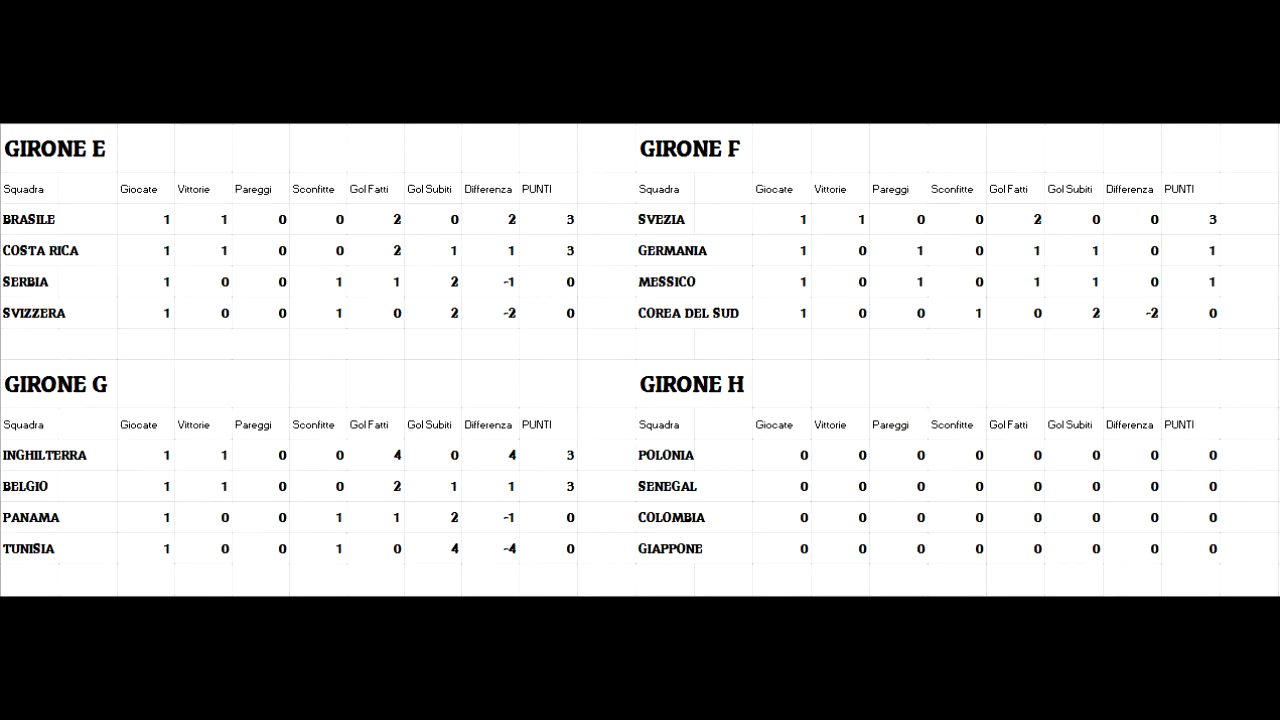 GIRONE E
Squadra Giocate Vittorie Pareggi Sconfitte Gol Fatti Gol Subiti Differenza PUNTI
BRASILE 1 1 0 0 2 0 2 3
COSTA RICA 1 1 0 0 2 1 1 3
SERBIA 1 0 0 1 1 2 -1 0
SVIZZERA 1 0 0 1 0 2 -2 0
GIRONE F
Squadra Giocate Vittorie Pareggi Sconfitte Gol Fatti Gol Subiti Differenza PUNTI
SVEZIA 1 1 0 0 2 0 0 3
GERMANIA 1 0 1 0 1 1 0 1
MESSICO 1 0 1 0 1 1 0 1
COREA DEL SUD 1 0 0 1 0 2 -2 0
GIRONE G
Squadra Giocate Vittorie Pareggi Sconfitte Gol Fatti Gol Subiti Differenza PUNTI
INGHILTERRA 1 1 0 0 4 0 4 3
BELGIO 1 1 0 0 2 1 1 3
PANAMA 1 0 0 1 1 2 -1 0
TUNISIA 1 0 0 1 0 4 -4 0
GIRONE H
Squadra Giocate Vittorie Pareggi Sconfitte Gol Fatti Gol Subiti Differenza PUNTI
POLONIA 0 0 0 0 0 0 0 0
SENEGAL 0 0 0 0 0 0 0 0
COLOMBIA 0 0 0 0 0 0 0 0
GIAPPONE 0 0 0 0 0 0 0 0